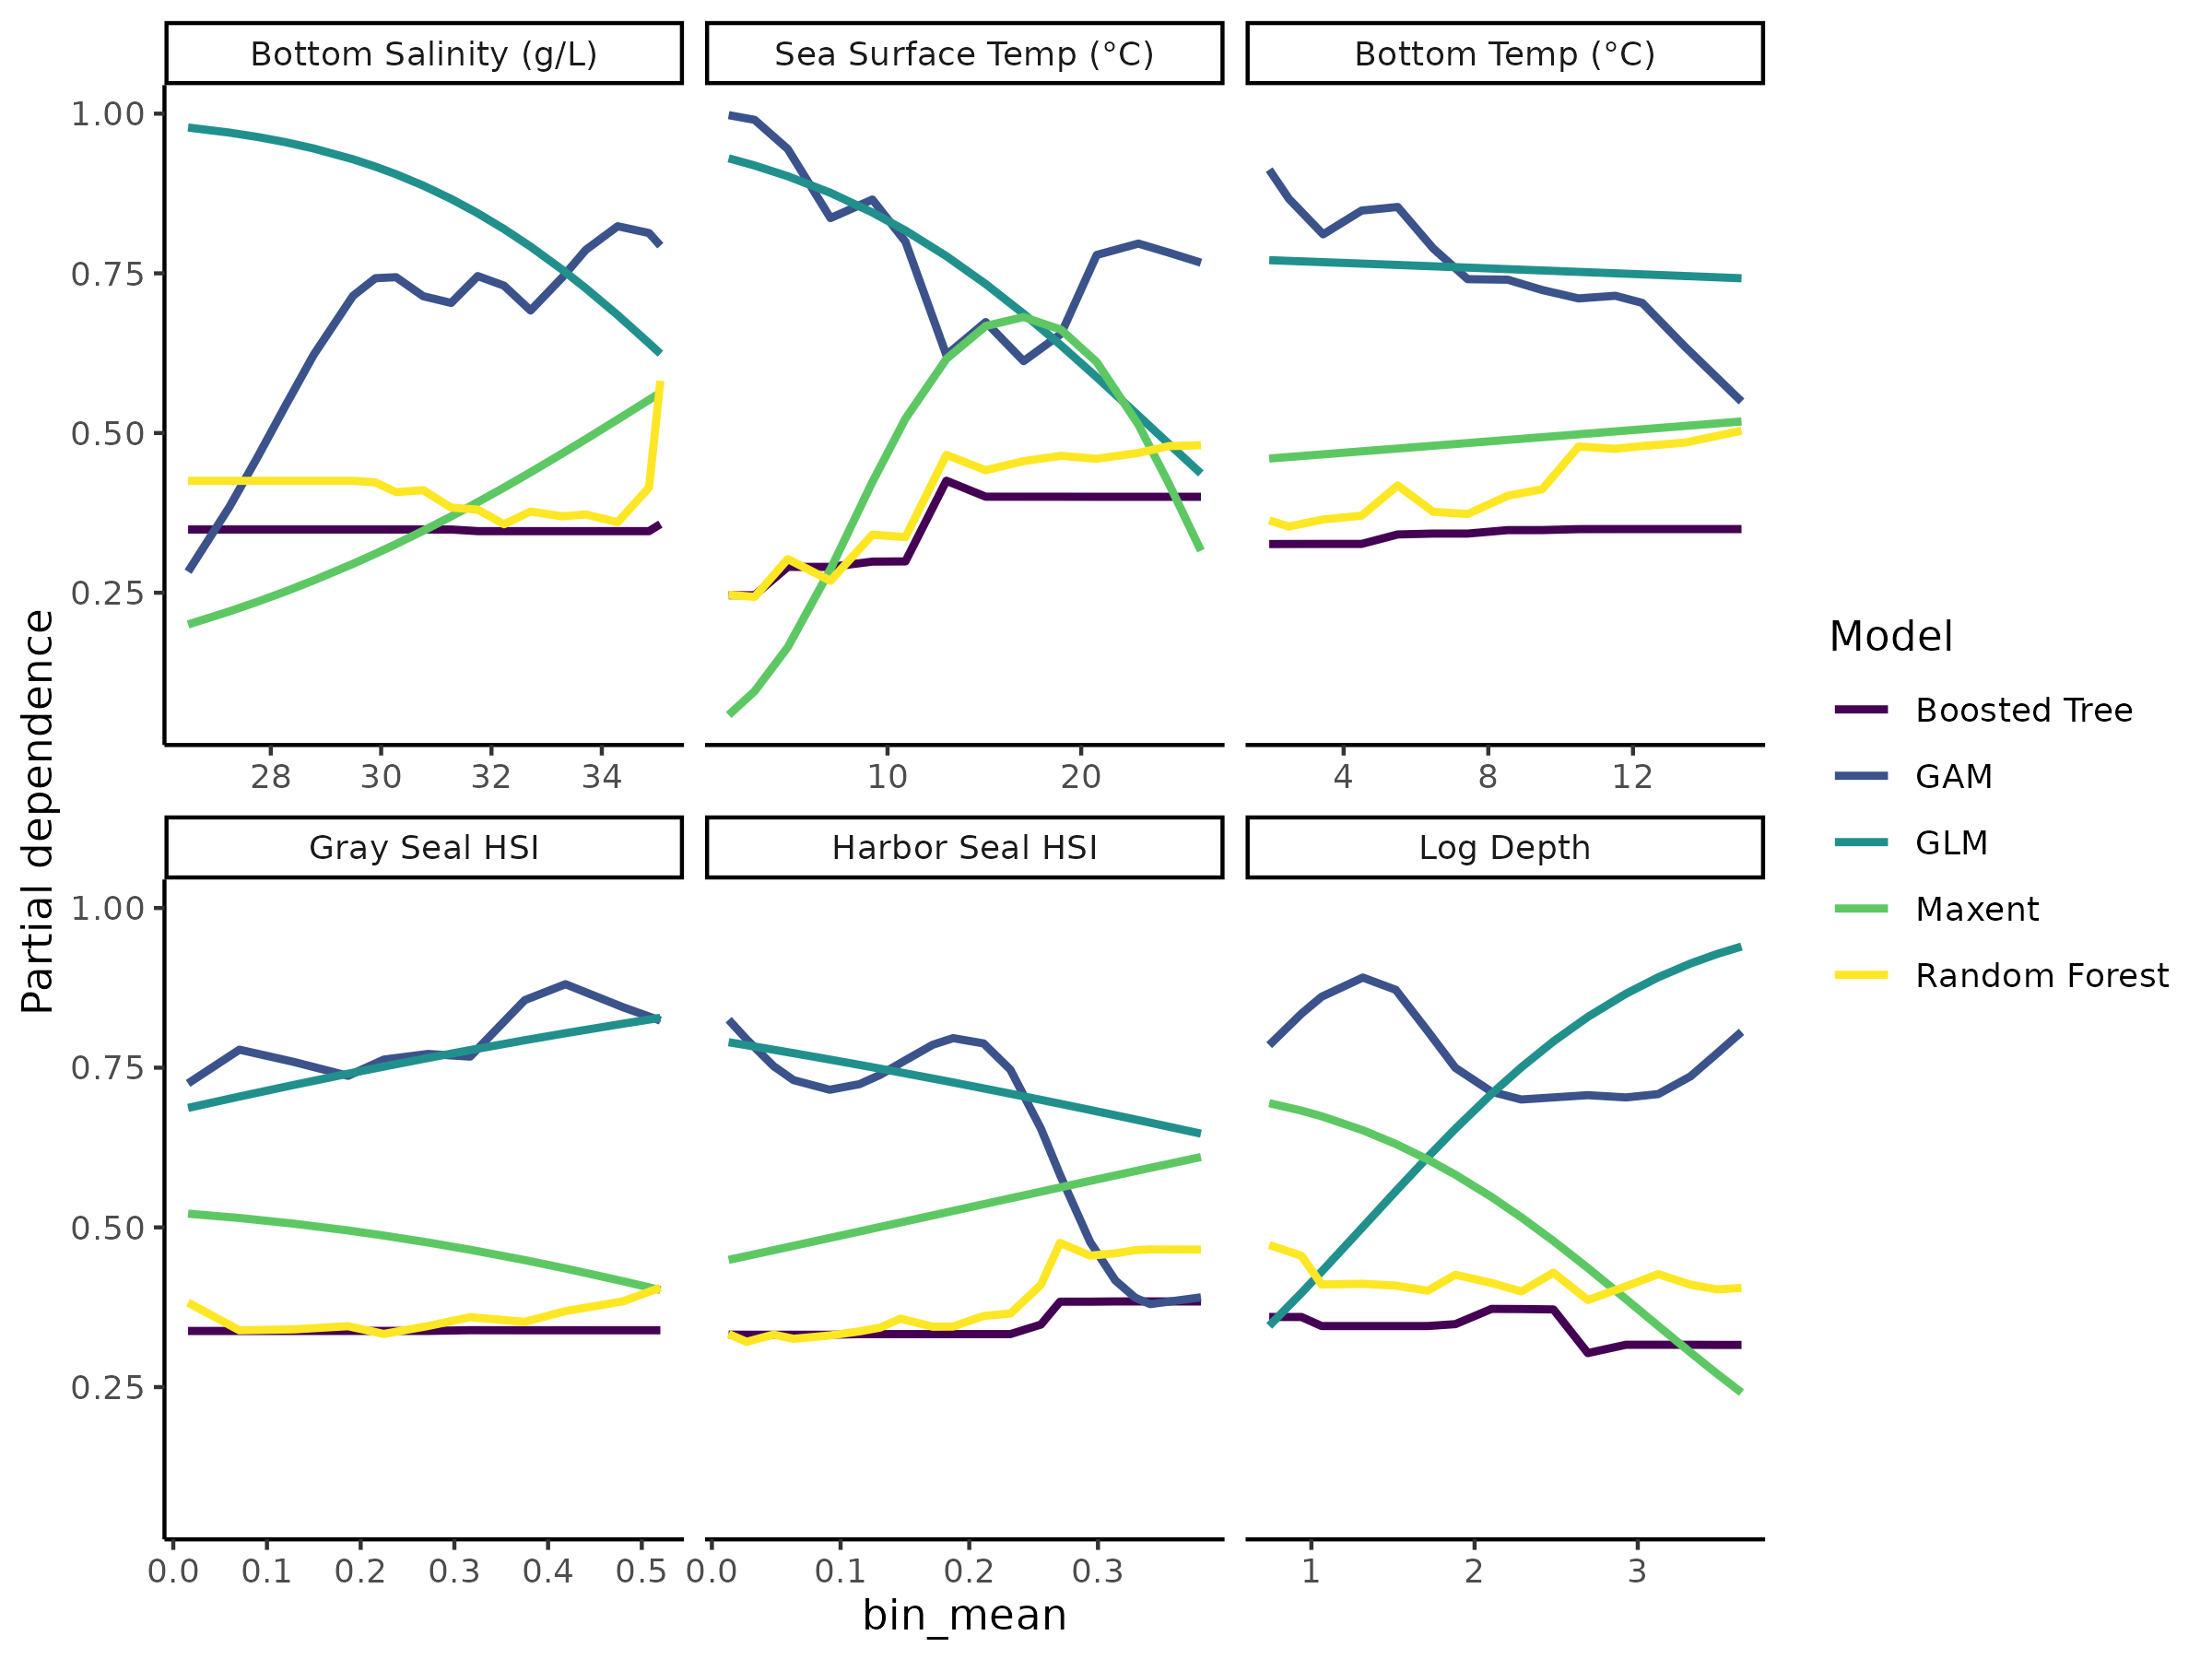 Bottom Salinity (g/L)
Sea Surface Temp (°C)
Bottom Temp (°C)
1.00
0.75
0.50
0.25
28 30 32 34
10 20
4 8 12
Gray Seal HSI
Harbor Seal HSI
Log Depth
1.00
0.75
0.50
0.25
0.0 0.1 0.2 0.3 0.4 0.5
0.0 0.1 0.2 0.3
1 2 3
Partial dependence
bin_mean
Model
Boosted Tree
GAM
GLM
Maxent
Random Forest